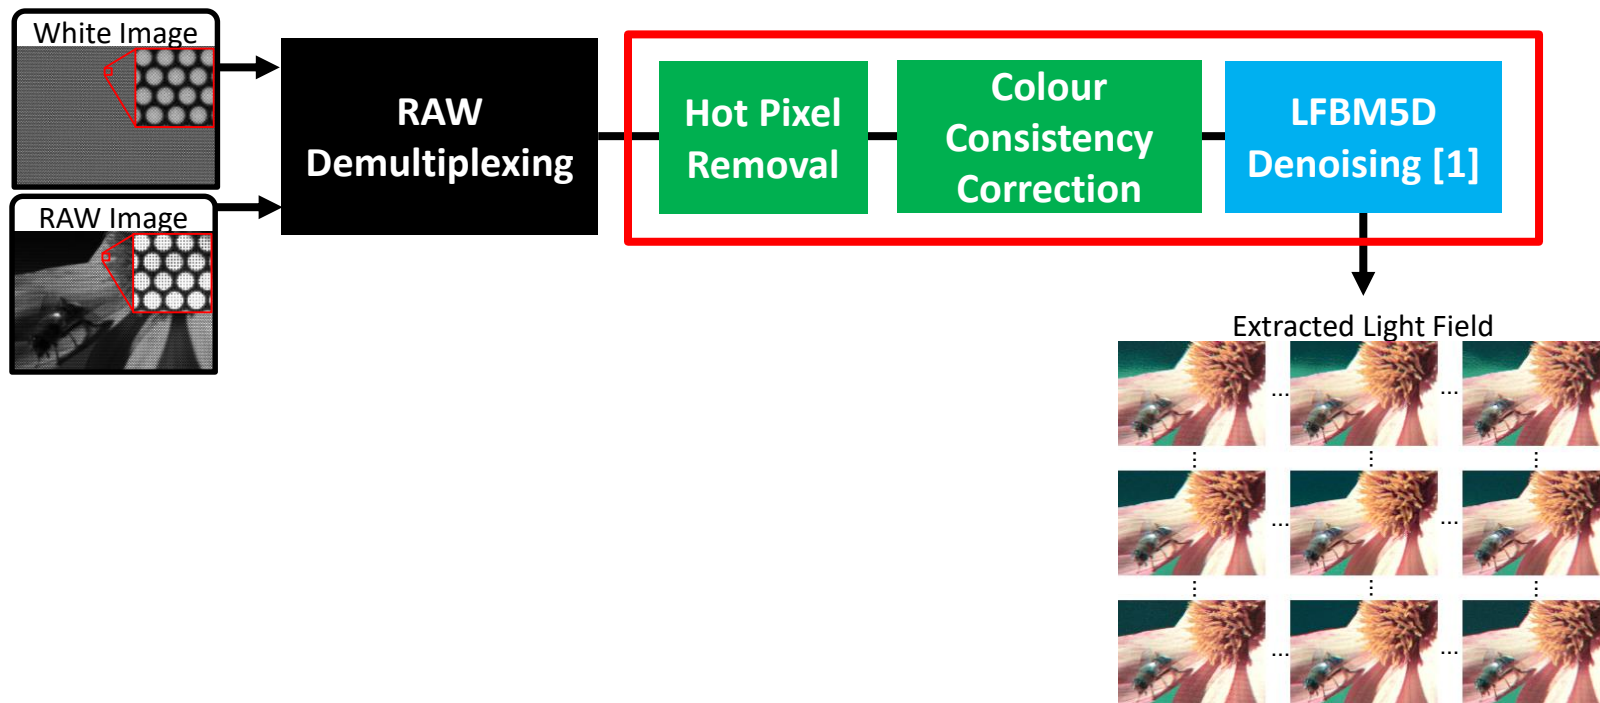 White Image
RAW Image
RAW
Demultiplexing
Hot Pixel
Removal
Colour
Consistency
Correction
LFBM5D
Denoising [1]
Extracted Light Field
... ...
... ...
... ...